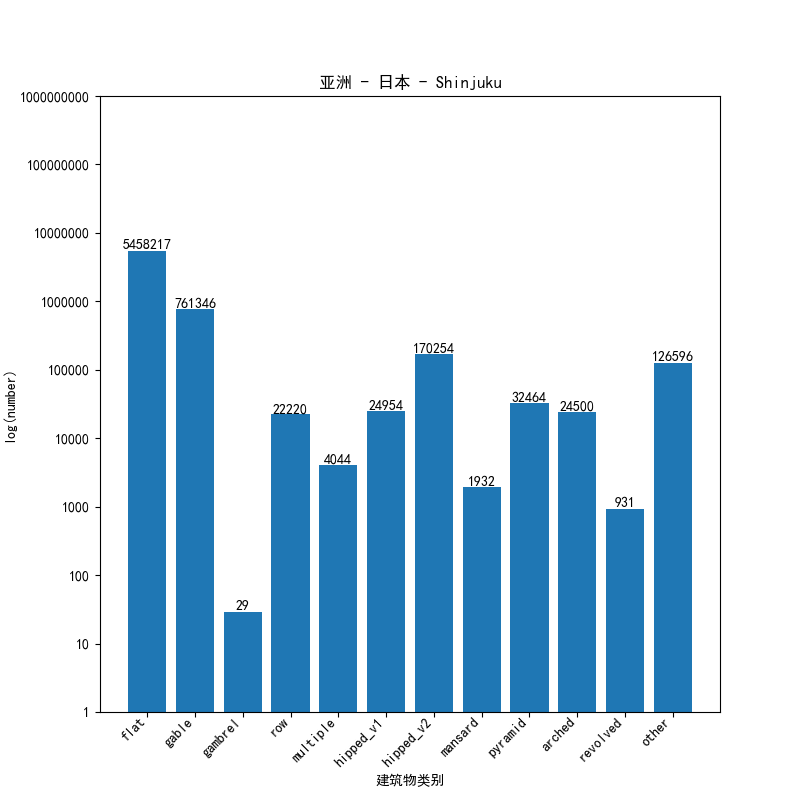 亚洲 - 日本 - Shinjuku
1000000000
100000000
10000000
1000000
100000
10000
1000
100
10
1
log(number)
5458217
761346
29
22220
4044
24954
170254
1932
32464
24500
931
126596
flat
gable
gambrel
row
multiple
hipped_v1
hipped_v2
mansard
pyramid
arched
revolved
other
建筑物类别